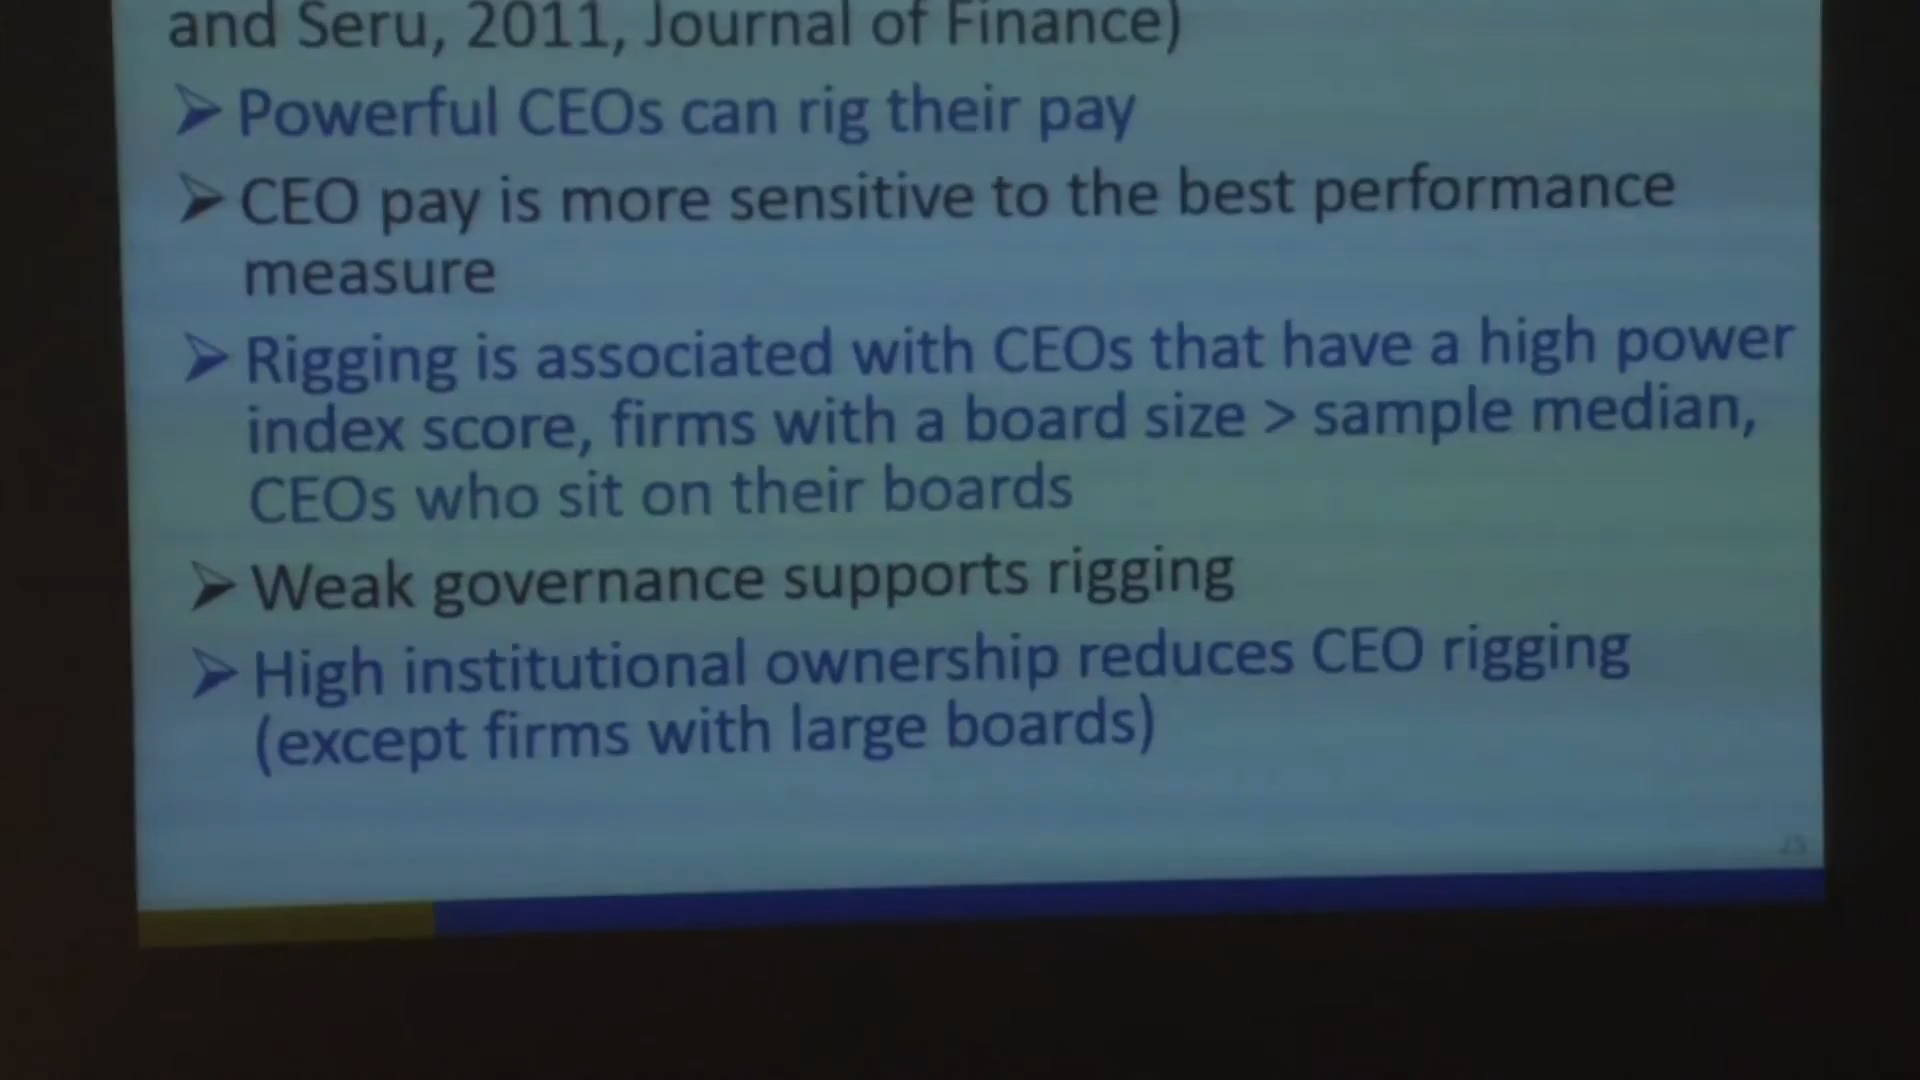 and Seru, 2011, Journal of Finance)
Powerful CEOs can rig their pay
CEO pay is more sensitive to the best performance
measure
Rigging is associated with CEOs that have a high power
index score, firms with a board size > sample median,
CEOs who sit on their boards
Weak governance supports rigging
High institutional ownership reduces CEO rigging
(except firms with large boards)